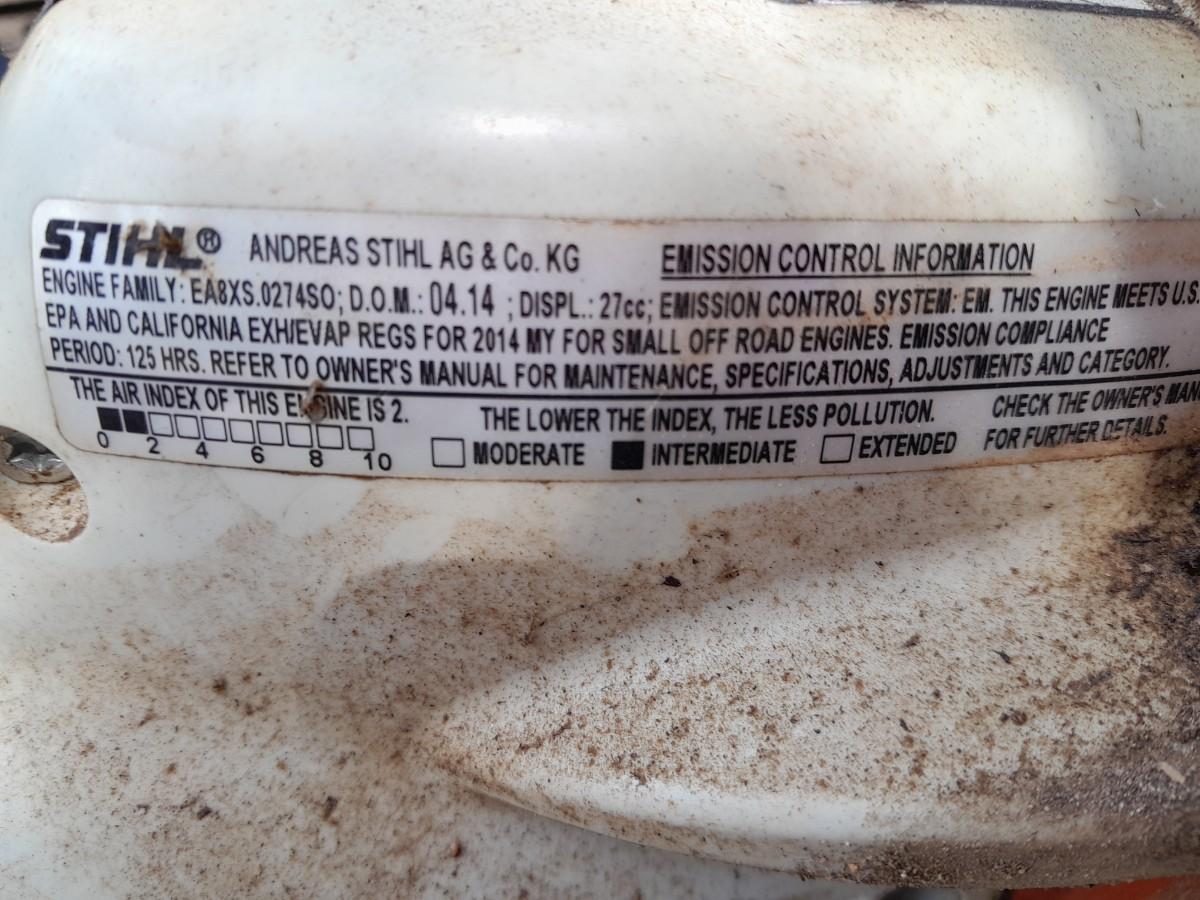 STIHL® ANDREAS STIHL AG & Co. KG EMISSION CONTROL INFORMATION
ENGINE FAMILY: EA8XS.0274SO; D.O.M.: 04.14 ; DISPL.: 27cc; EMISSION CONTROL SYSTEM: EM. THIS ENGINE MEETS U.S.
EPA AND CALIFORNIA EXH/EVAP REGS FOR 2014 MY FOR SMALL OFF ROAD ENGINES. EMISSION COMPLIANCE
PERIOD: 125 HRS. REFER TO OWNER'S MANUAL FOR MAINTENANCE, SPECIFICATIONS, ADJUSTMENTS AND CATEGORY.
THE AIR INDEX OF THIS ENGINE IS 2. THE LOWER THE INDEX, THE LESS POLLUTION. CHECK THE OWNER'S
0 2 4 6 8 10 MODERATE INTERMEDIATE EXTENDED FOR FURTHER DETAILS.